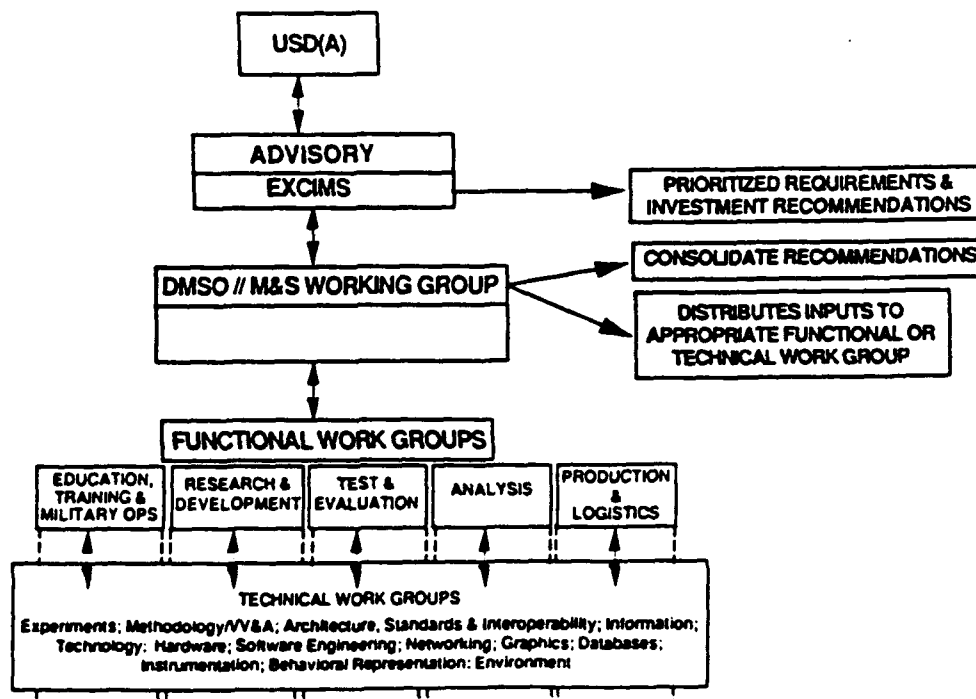 USD(A)
ADVISORY
EXCIMS
PRIORITIZED REQUIREMENTS &
INVESTMENT RECOMMENDATIONS
DMSO // M&S WORKING GROUP
CONSOLIDATE RECOMMENDATIONS
DISTRIBUTES INPUTS TO
APPROPRIATE FUNCTIONAL OR
TECHNICAL WORK GROUP
FUNCTIONAL WORK GROUPS
EDUCATION,
TRAINING &
MILITARY OPS
RESEARCH &
DEVELOPMENT
TEST &
EVALUATION
ANALYSIS
PRODUCTION
&
LOGISTICS
TECHNICAL WORK GROUPS
Experiments; Methodology/VV&A; Architecture, Standards & Interoperability; Information;
Technology: Hardware; Software Engineering; Networking; Graphics; Databases;
Instrumentation; Behavioral Representation: Environment